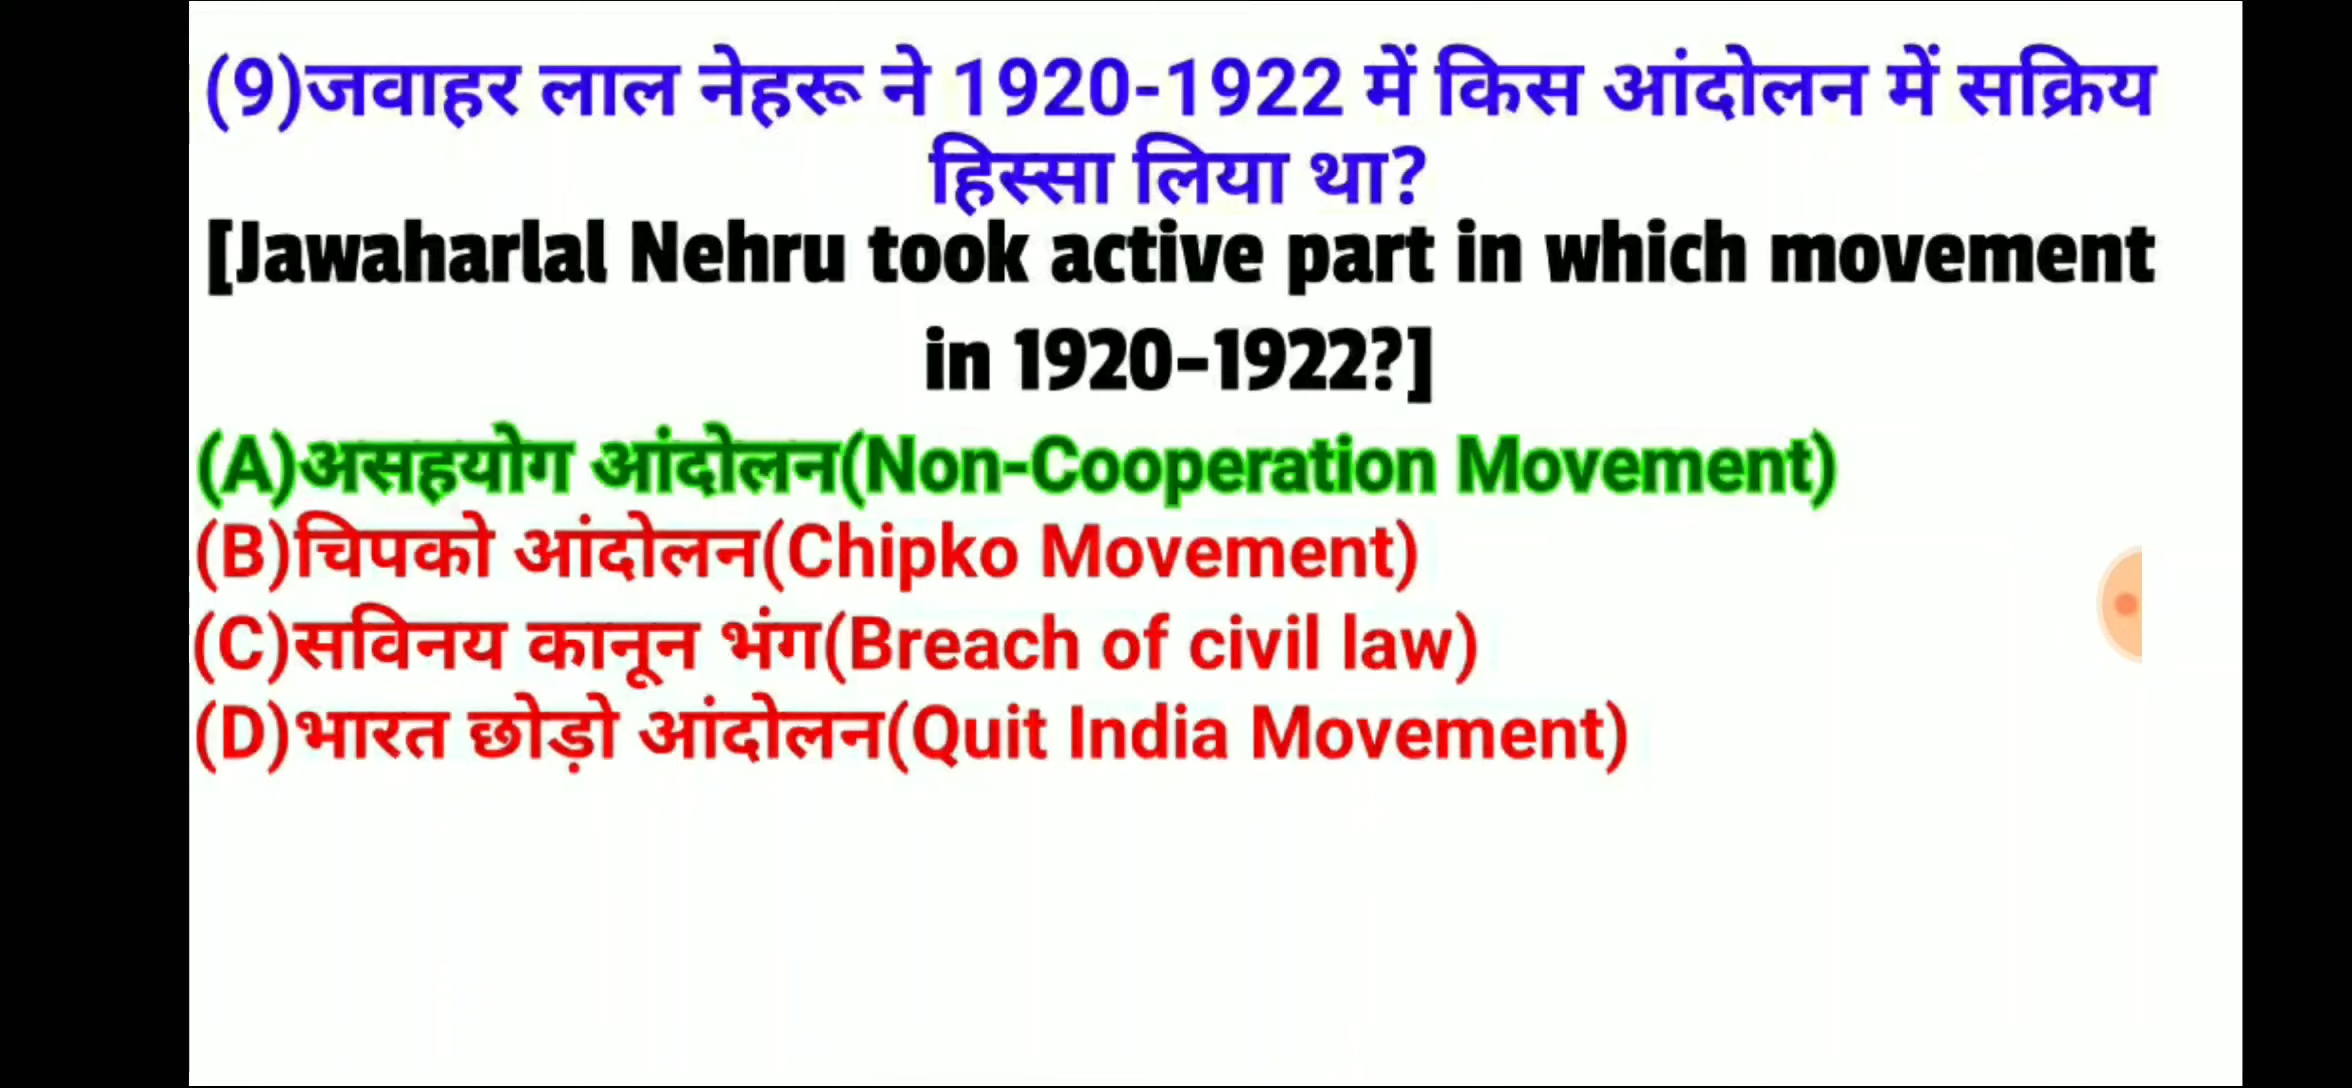 (9)जवाहर लाल नेहरू ने 1920-1922 में किस आंदोलन में सक्रिय
हिस्सा लिया था?
[Jawaharlal Nehru took active part in which movement
in 1920-1922?]
(A)असहयोग आंदोलन(Non-Cooperation Movement)
(B)चिपको आंदोलन(Chipko Movement)
(C)सविनय कानून भंग(Breach of civil law)
(D)भारत छोड़ो आंदोलन(Quit India Movement)